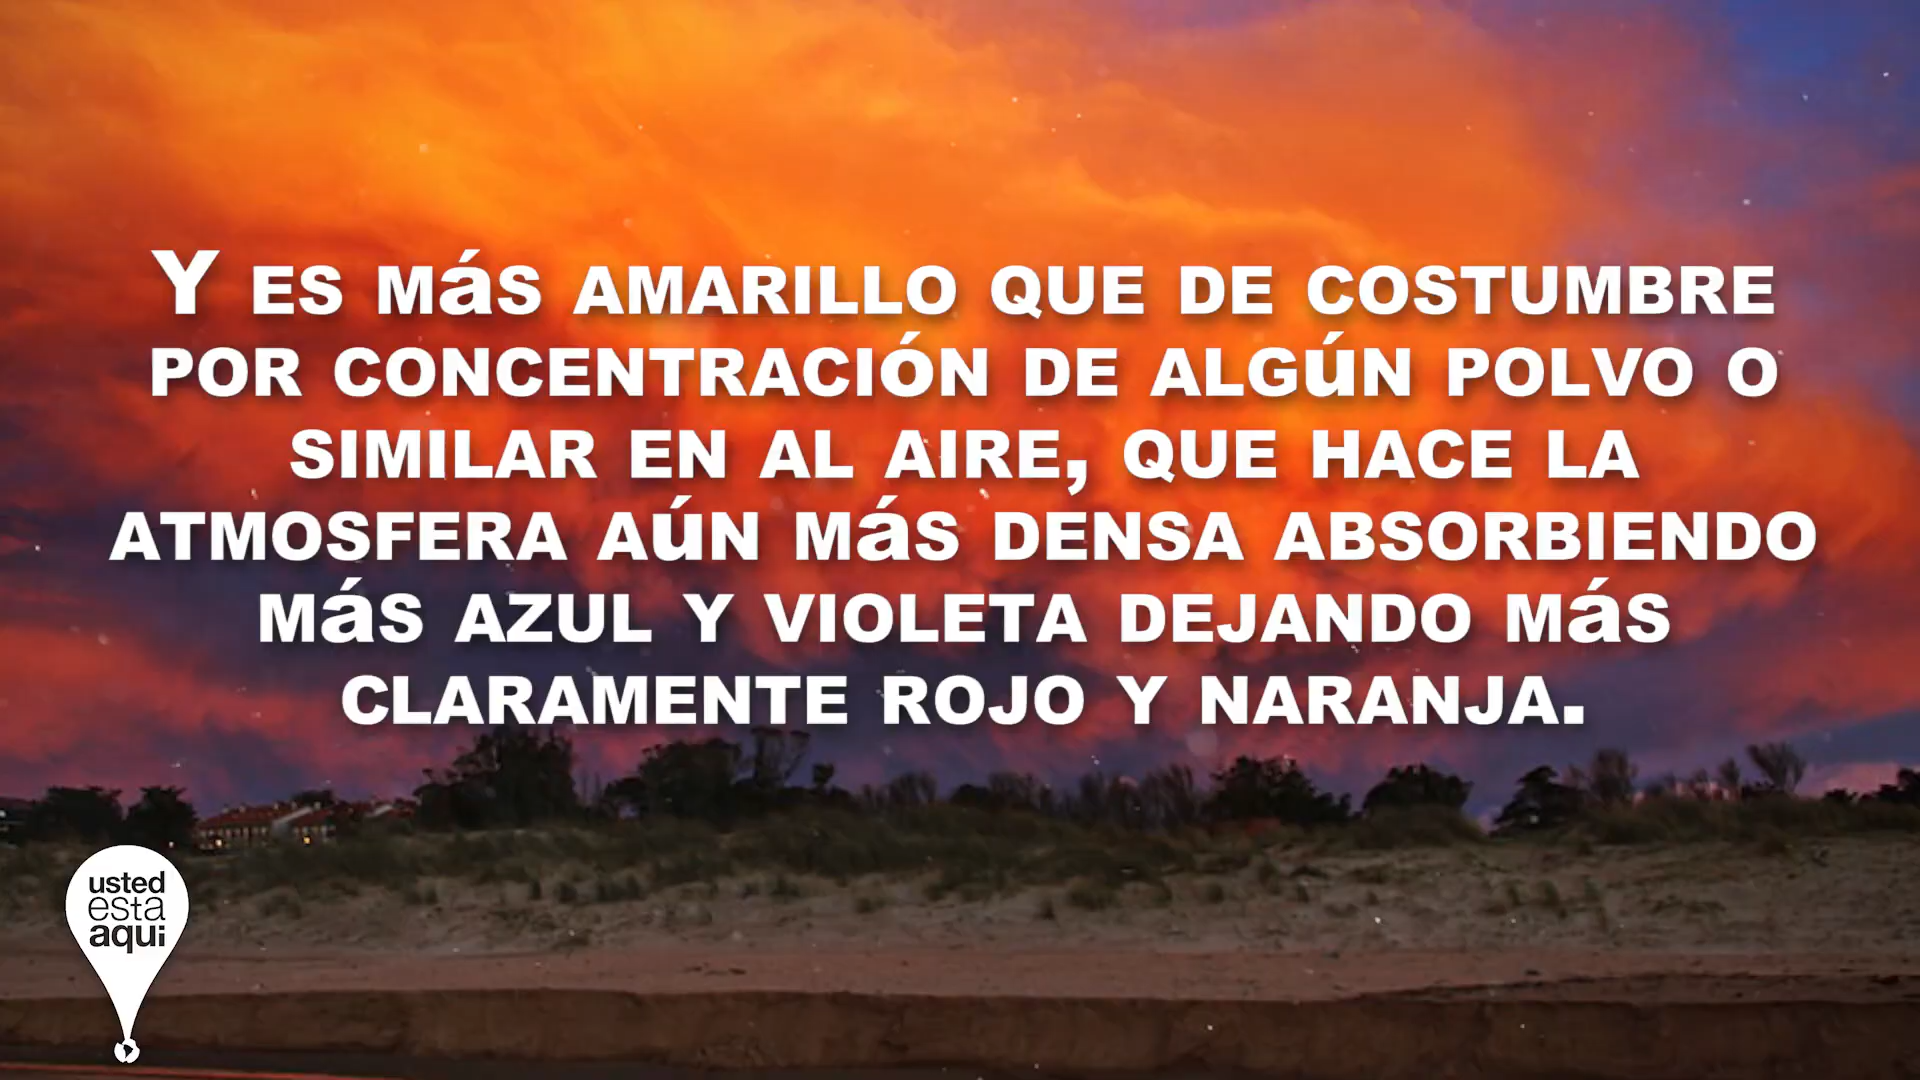 Y ES MáS AMARILLO QUE DE COSTUMBRE
POR CONCENTRACIóN DE ALGúN POLVO O
SIMILAR EN AL AIRE, QUE HACE LA
ATMOSFERA AúN MáS DENSA ABSORBIENDO
MáS AZUL Y VIOLETA DEJANDO MáS
CLARAMENTE ROJO Y NARANJA.
usted
esta
aqui